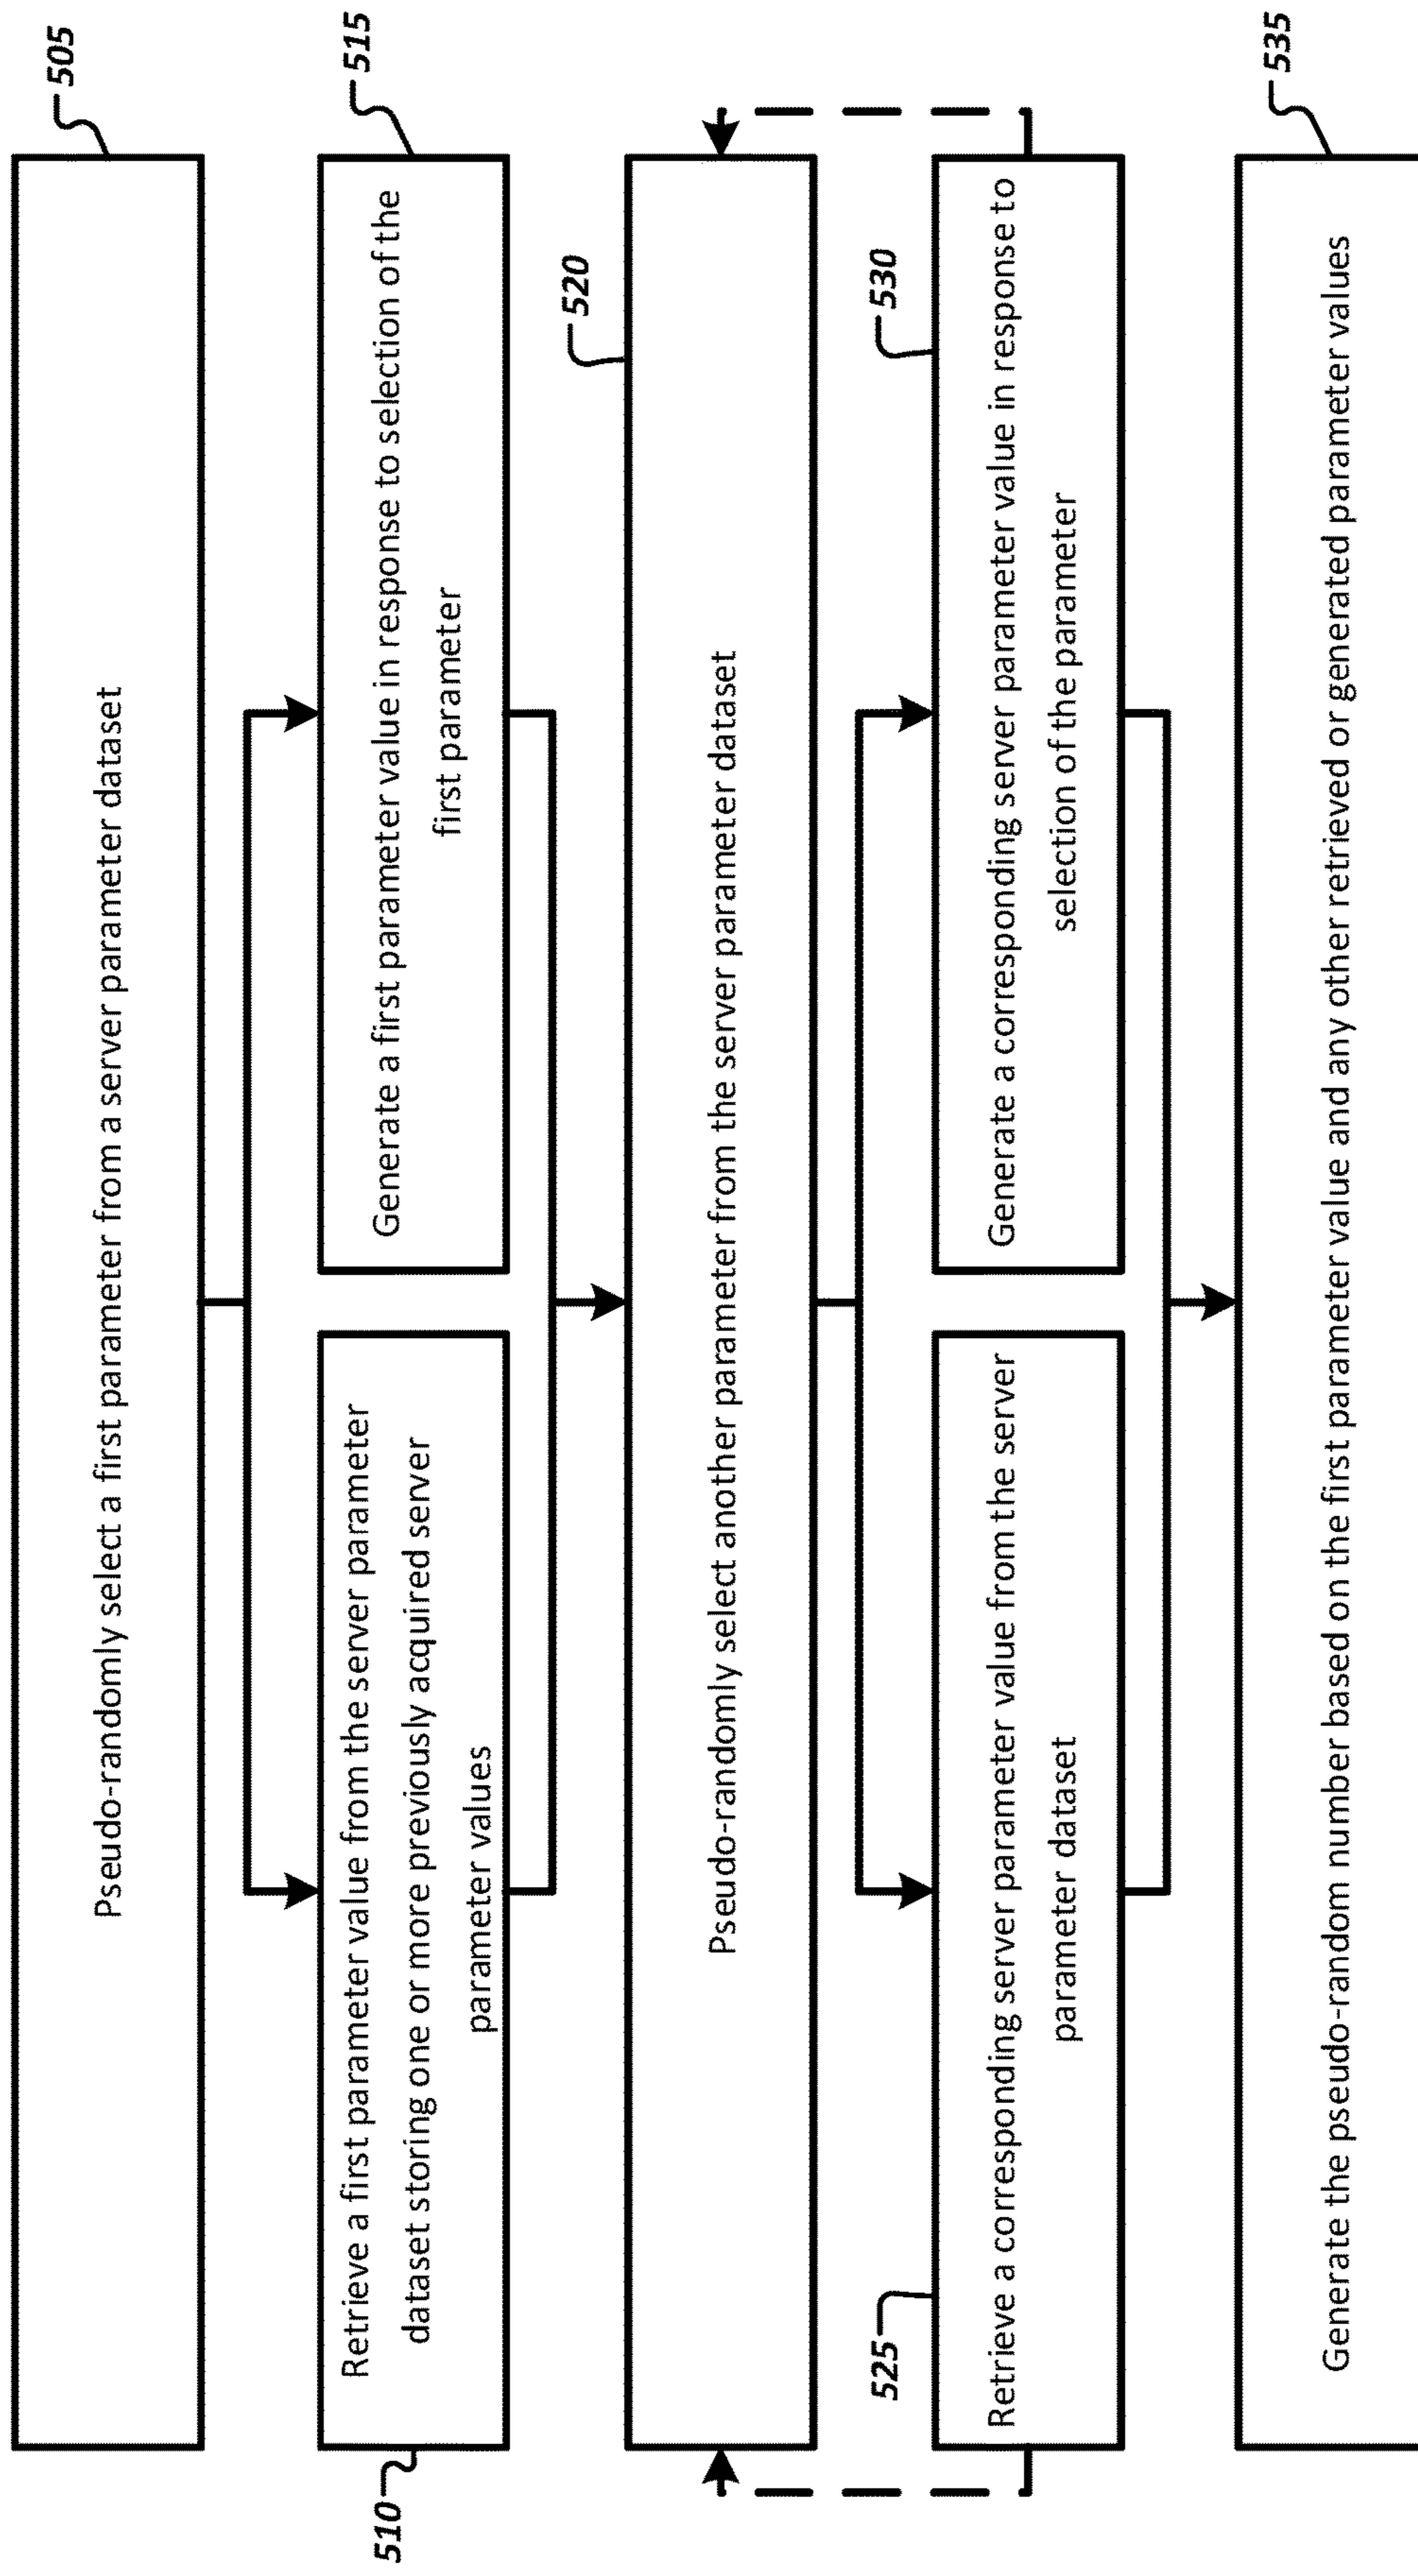 505
Pseudo-randomly select a first parameter from a server parameter dataset
510
Retrieve a first parameter value from the server parameter
dataset storing one or more previously acquired server
parameter values
515
Generate a first parameter value in response to selection of the
first parameter
520
Pseudo-randomly select another parameter from the server parameter dataset
525
Retrieve a corresponding server parameter value from the server
parameter dataset
530
Generate a corresponding server parameter value in response to
selection of the parameter
535
Generate the pseudo-random number based on the first parameter value and any other retrieved or generated parameter values